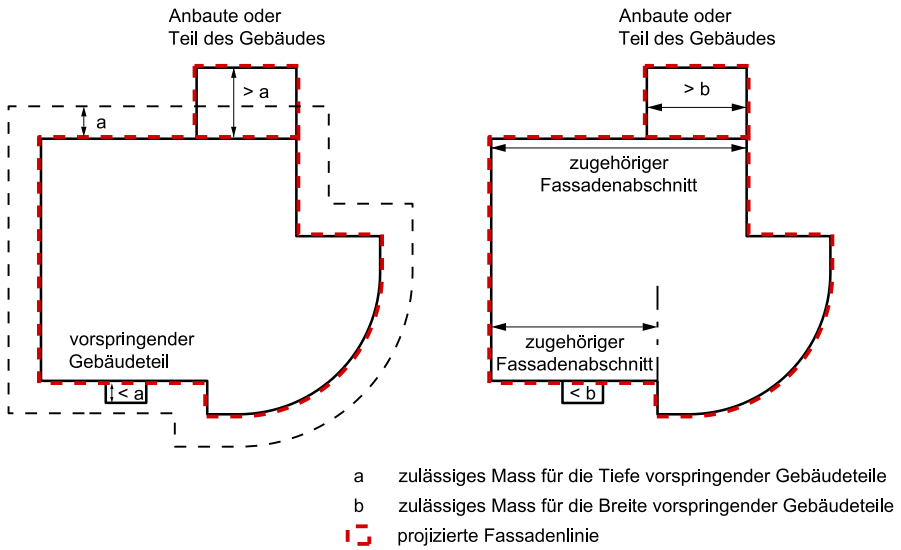 Anbaute oder
Teil des Gebäudes
> a
a
vorspringender
Gebäudeteil
< a
Anbaute oder
Teil des Gebäudes
> b
zugehöriger
Fassadenabschnitt
zugehöriger
Fassadenabschnitt
< b
a zulässiges Mass für die Tiefe vorspringender Gebäudeteile
b zulässiges Mass für die Breite vorspringender Gebäudeteile
projizierte Fassadenlinie